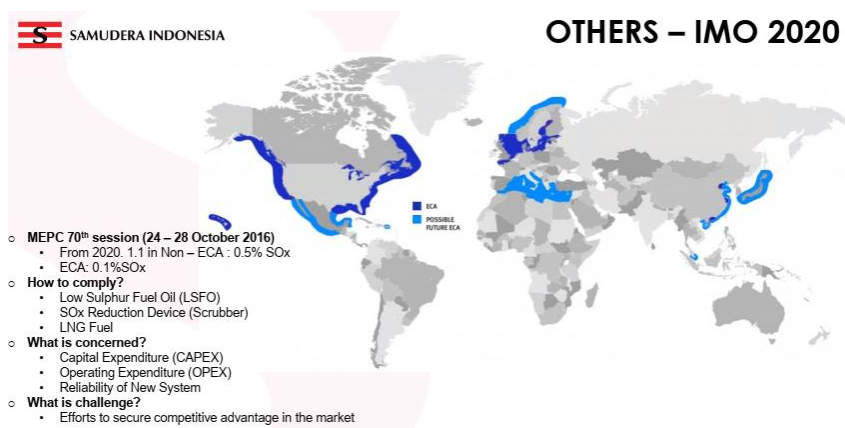 S SAMUDERA INDONESIA
OTHERS – IMO 2020
ECA
POSSIBLE
FUTURE ECA
○ MEPC 70th session (24 – 28 October 2016)
• From 2020. 1.1 in Non – ECA : 0.5% SOx
• ECA: 0.1%SOx
○ How to comply?
• Low Sulphur Fuel Oil (LSFO)
• SOx Reduction Device (Scrubber)
• LNG Fuel
○ What is concerned?
• Capital Expenditure (CAPEX)
• Operating Expenditure (OPEX)
• Reliability of New System
○ What is challenge?
• Efforts to secure competitive advantage in the market